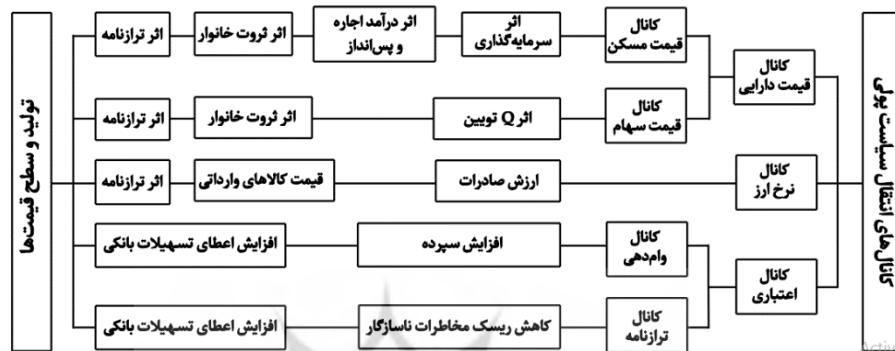 کانال‌های انتقال سیاست پولی
کانال
قیمت دارایی
کانال
قیمت مسکن
اثر
سرمایه‌گذاری
اثر درآمد اجاره
و پس‌انداز
اثر ثروت خانوار
اثر ترازنامه
کانال
قیمت سهام
اثر Q توبین
اثر ثروت خانوار
اثر ترازنامه
کانال
نرخ ارز
ارزش صادرات
قیمت کالاهای وارداتی
اثر ترازنامه
کانال
اعتباری
کانال
وام‌دهی
افزایش سپرده
افزایش اعطای تسهیلات بانکی
کانال
ترازنامه
کاهش ریسک مخاطرات ناسازگار
افزایش اعطای تسهیلات بانکی
تولید و سطح قیمت‌ها
Activ